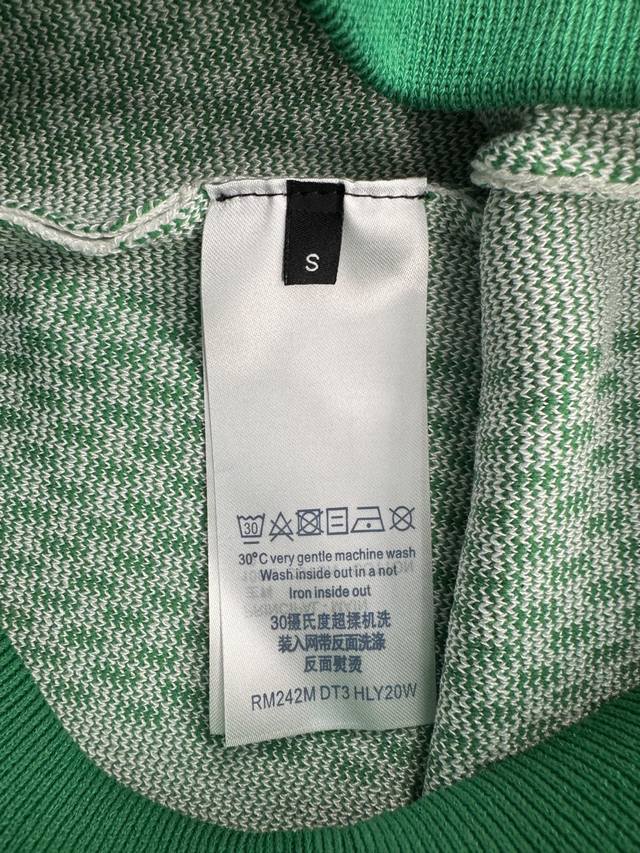 S
30
30°C very gentle machine wash
Wash inside out in a not
Iron inside out
30摄氏度超揉机洗
装入网带反面洗涤
反面熨烫
RM242M DT3 HLY20W